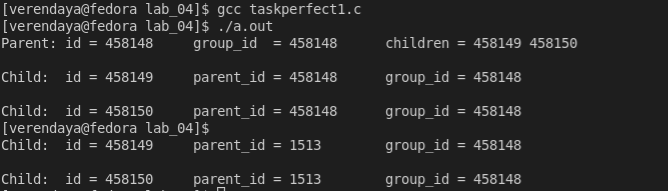 [verendaya@fedora lab_04]$ gcc taskperfect1.c
[verendaya@fedora lab_04]$ ./a.out
Parent: id = 458148 group_id = 458148 children = 458149 458150
Child: id = 458149 parent_id = 458148 group_id = 458148
Child: id = 458150 parent_id = 458148 group_id = 458148
[verendaya@fedora lab_04]$
Child: id = 458149 parent_id = 1513 group_id = 458148
Child: id = 458150 parent_id = 1513 group_id = 458148